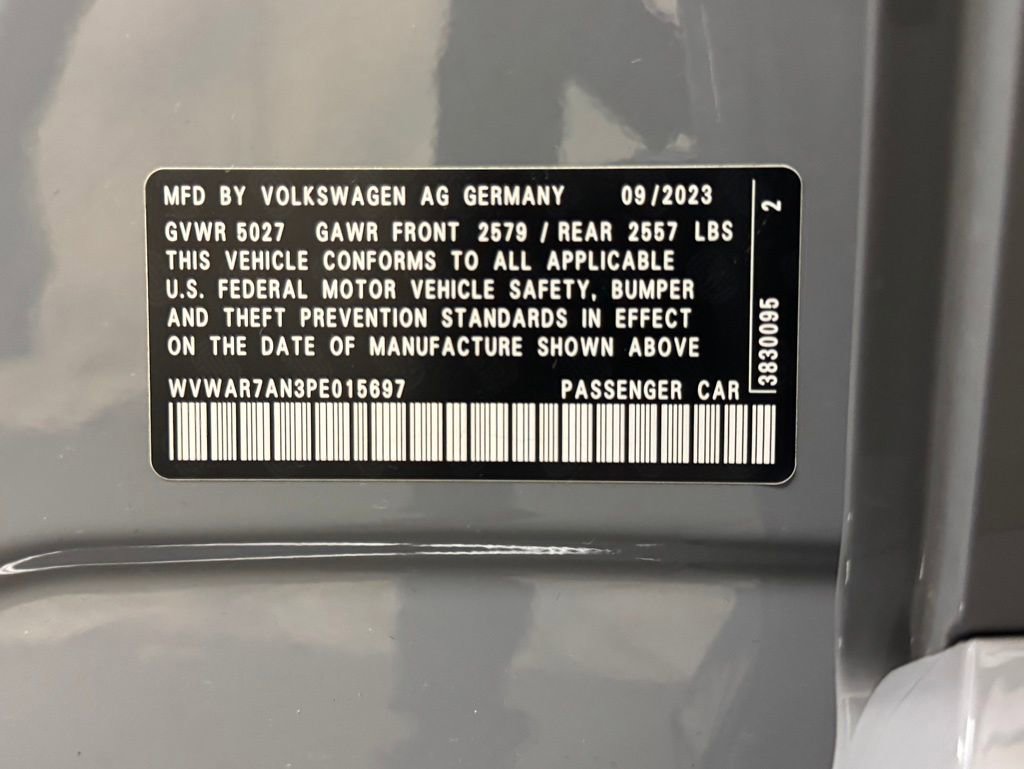 MFD BY VOLKSWAGEN AG GERMANY 09/2023
GVWR 5027 GAWR FRONT 2579 / REAR 2557 LBS
THIS VEHICLE CONFORMS TO ALL APPLICABLE
U.S. FEDERAL MOTOR VEHICLE SAFETY, BUMPER
AND THEFT PREVENTION STANDARDS IN EFFECT
ON THE DATE OF MANUFACTURE SHOWN ABOVE
WVWAR7AN3PE015697 PASSENGER CAR
3830095 2